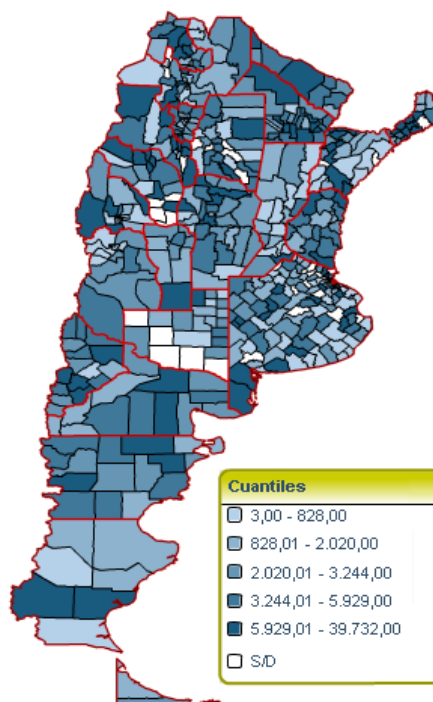 Cuantiles
3,00 - 828,00
828,01 - 2.020,00
2.020,01 - 3.244,00
3.244,01 - 5.929,00
5.929,01 - 39.732,00
S/D